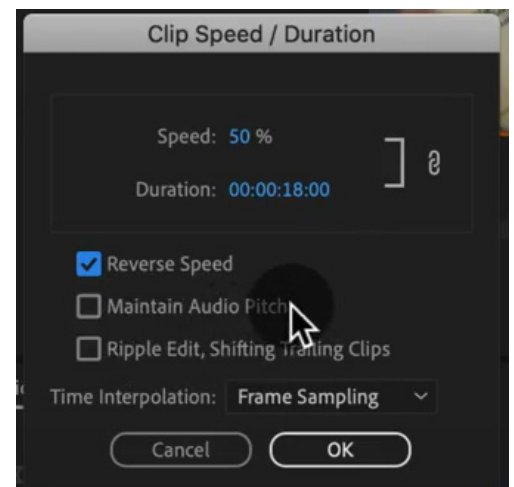 Clip Speed / Duration
Speed: 50 %
Duration: 00:00:18:00
Reverse Speed
Maintain Audio Pitch
Ripple Edit, Shifting Trailing Clips
Time Interpolation: Frame Sampling
Cancel OK